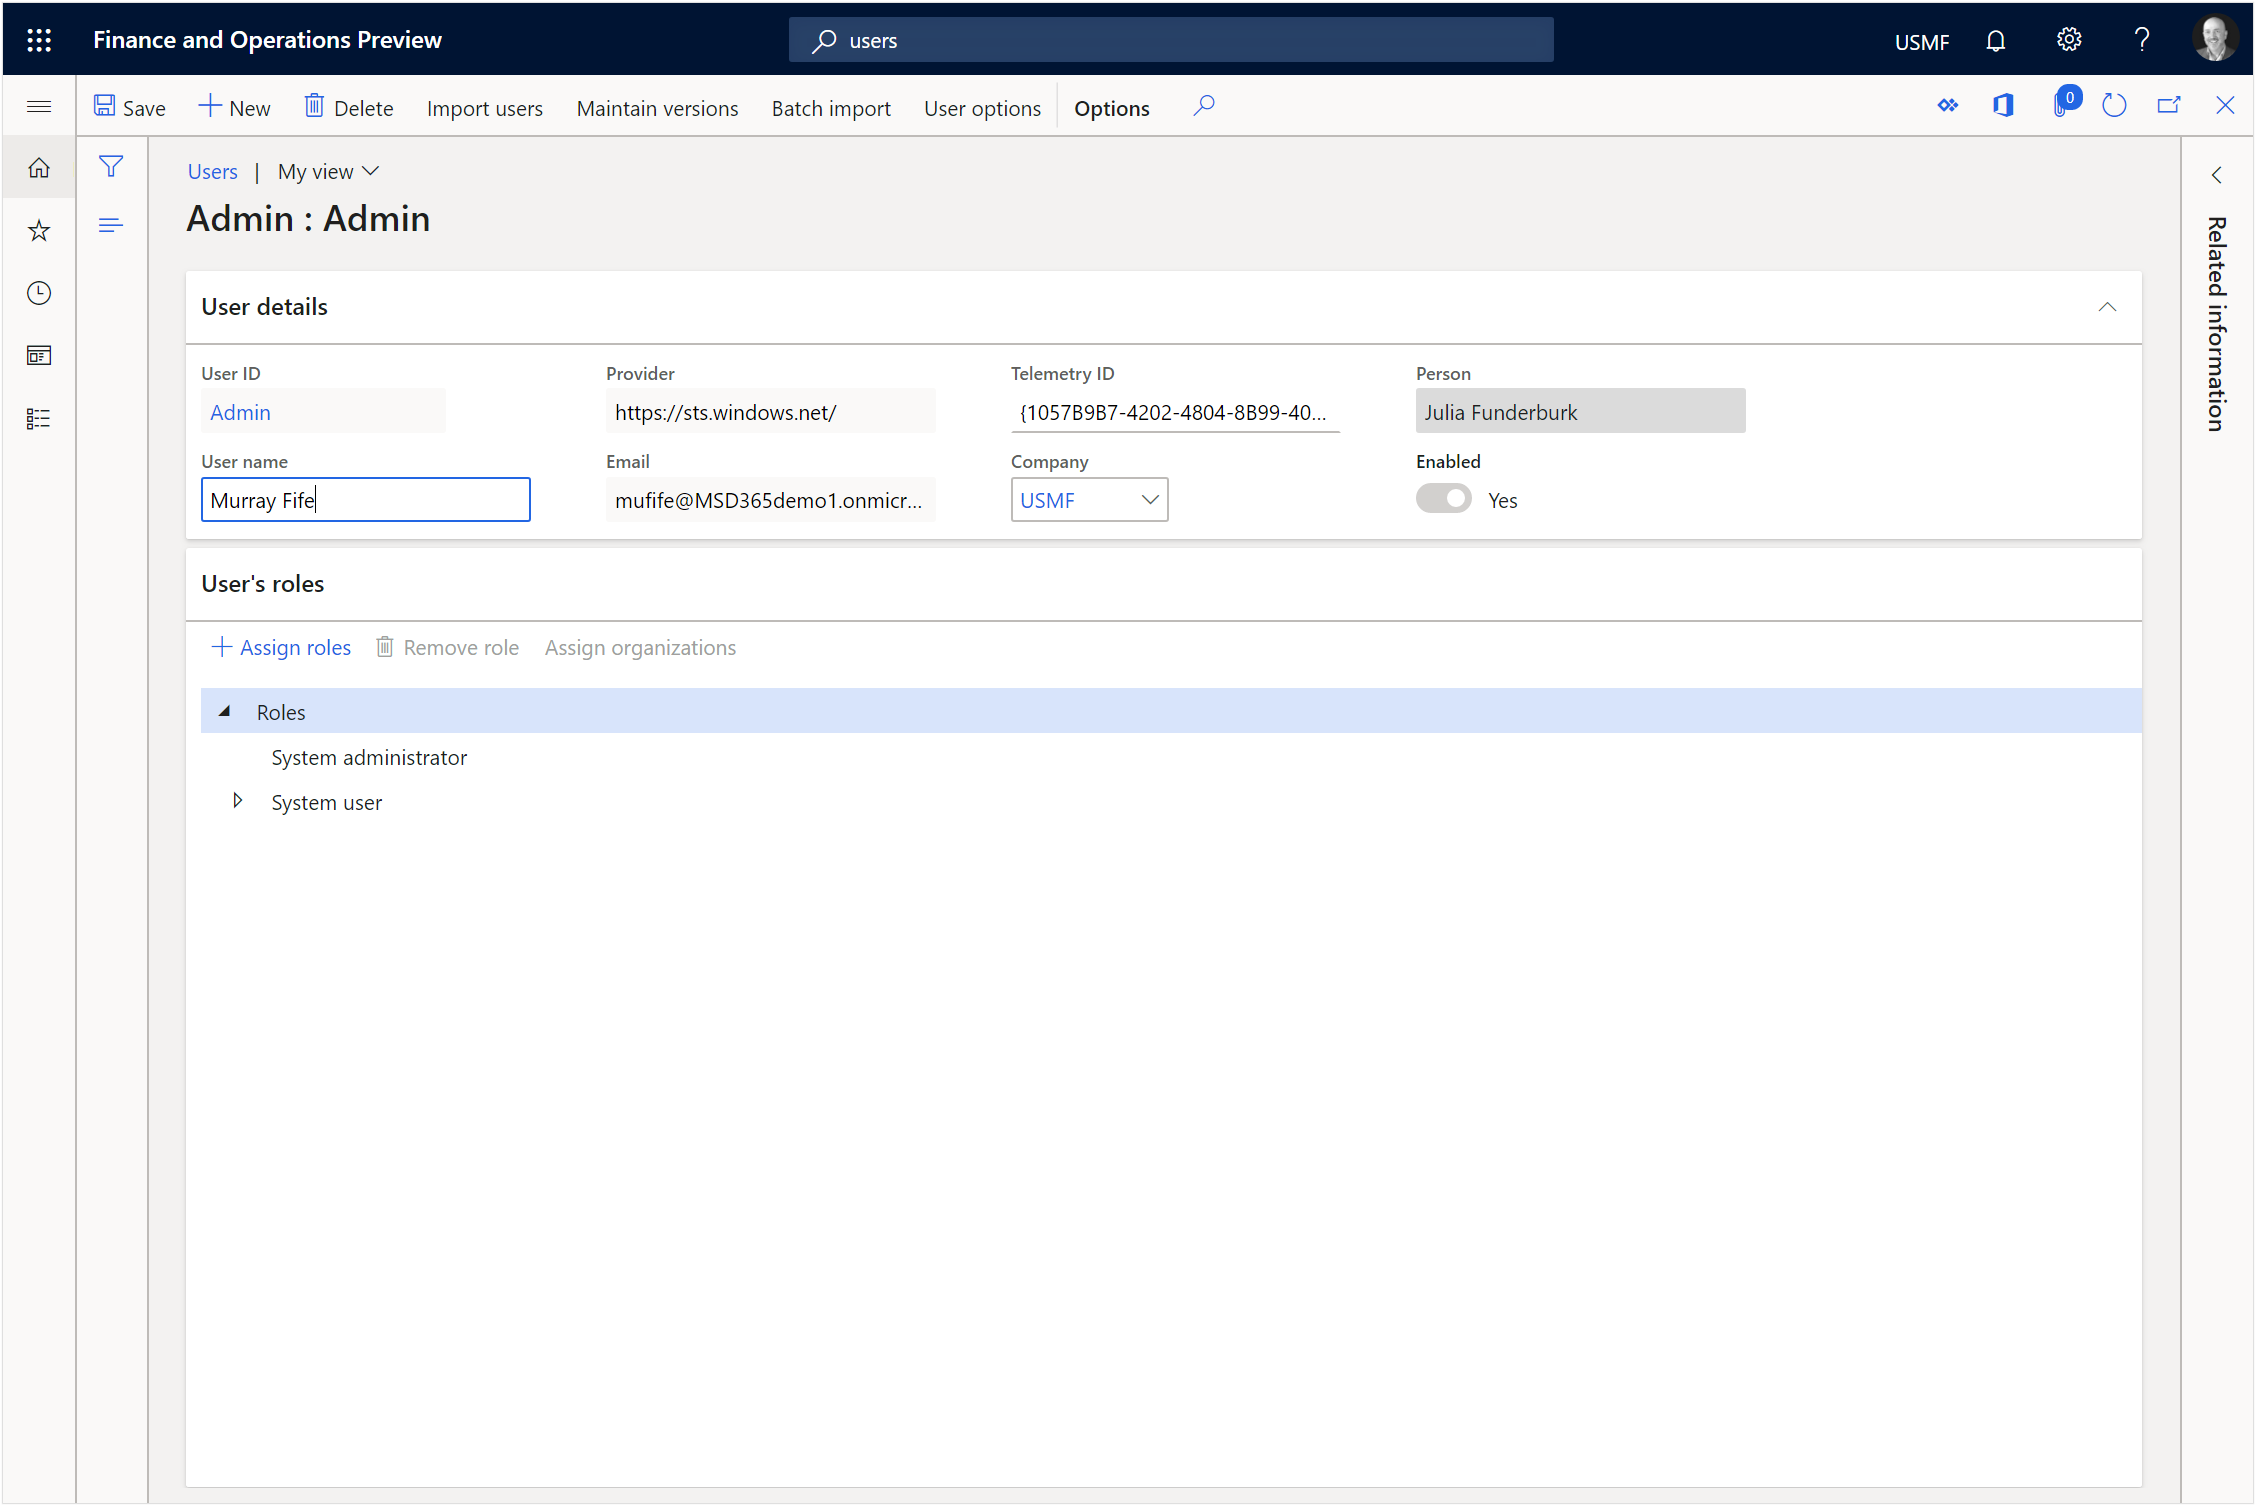 Finance and Operations Preview
users
USMF
?
Save
New
Delete
Import users
Maintain versions
Batch import
User options
Options
0
Users | My view
Admin : Admin
Related information
User details
User ID
Provider
Telemetry ID
Person
Admin
https://sts.windows.net/
{1057B9B7-4202-4804-8B99-40...
Julia Funderburk
User name
Email
Company
Enabled
Murray Fife
mufife@MSD365demo1.onmicr...
USMF
Yes
User's roles
Assign roles
Remove role
Assign organizations
Roles
System administrator
System user